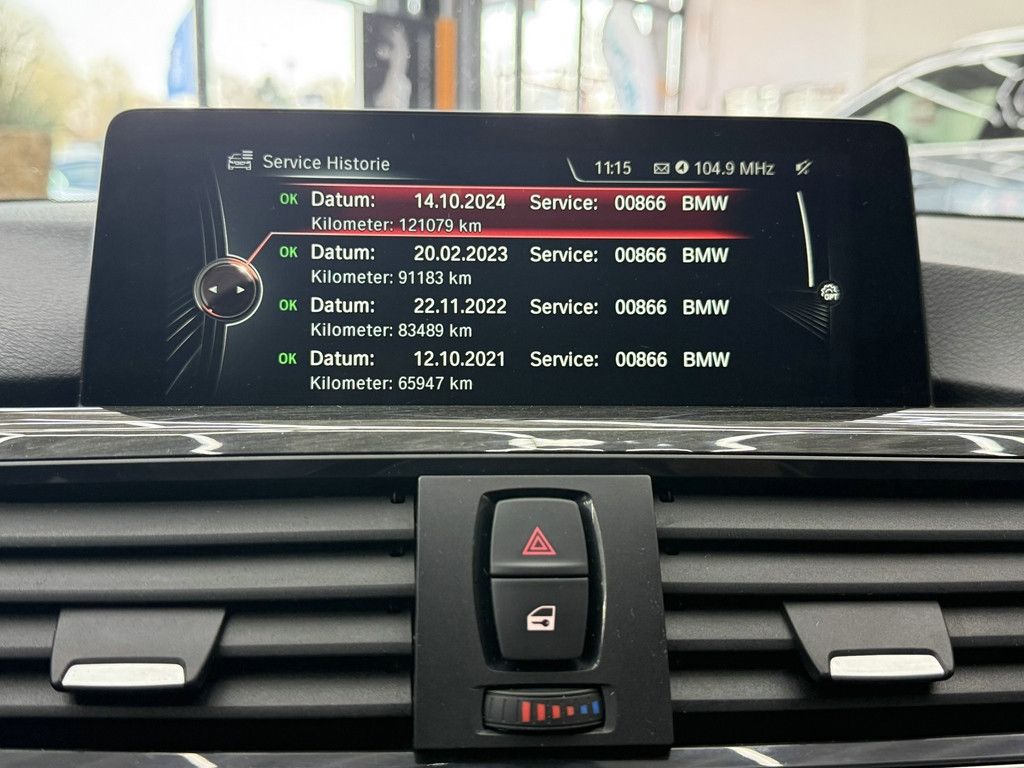 Service Historie 11:15 104.9 MHz
OK Datum: 14.10.2024 Service: 00866 BMW
Kilometer: 121079 km
OK Datum: 20.02.2023 Service: 00866 BMW
Kilometer: 91183 km
OK Datum: 22.11.2022 Service: 00866 BMW
Kilometer: 83489 km
OK Datum: 12.10.2021 Service: 00866 BMW
Kilometer: 65947 km